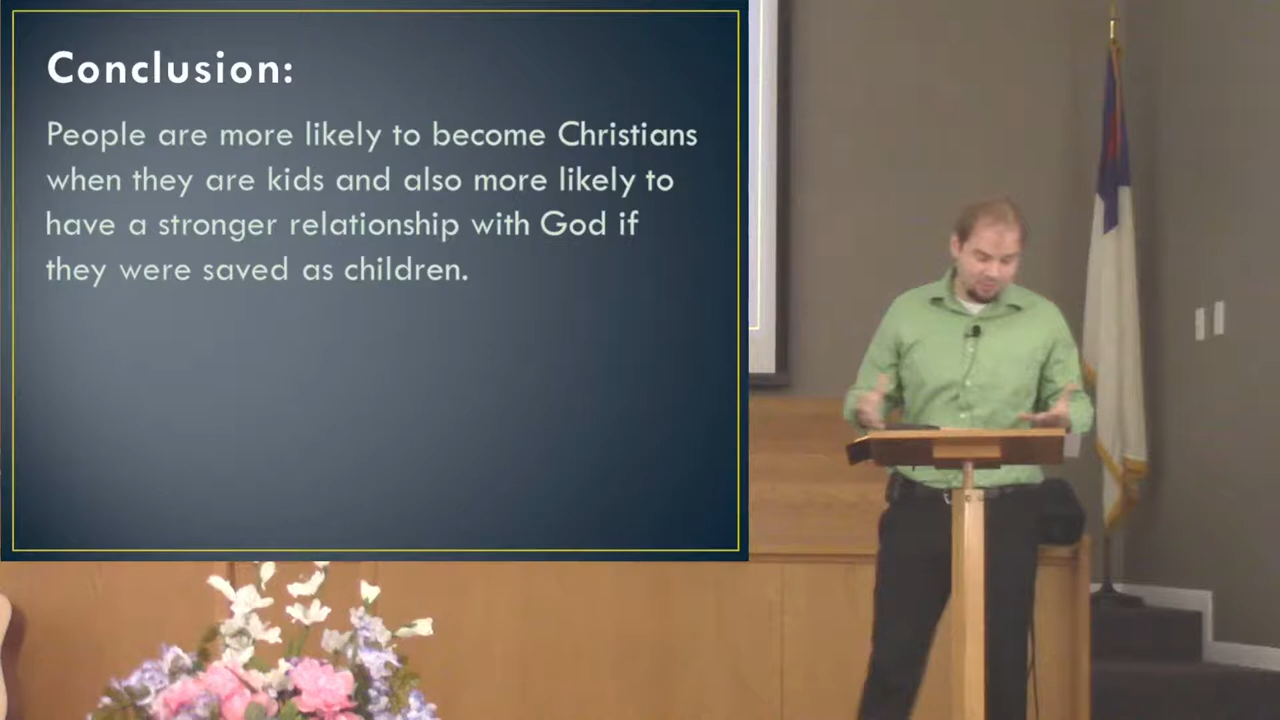 Conclusion:
People are more likely to become Christians
when they are kids and also more likely to
have a stronger relationship with God if
they were saved as children.